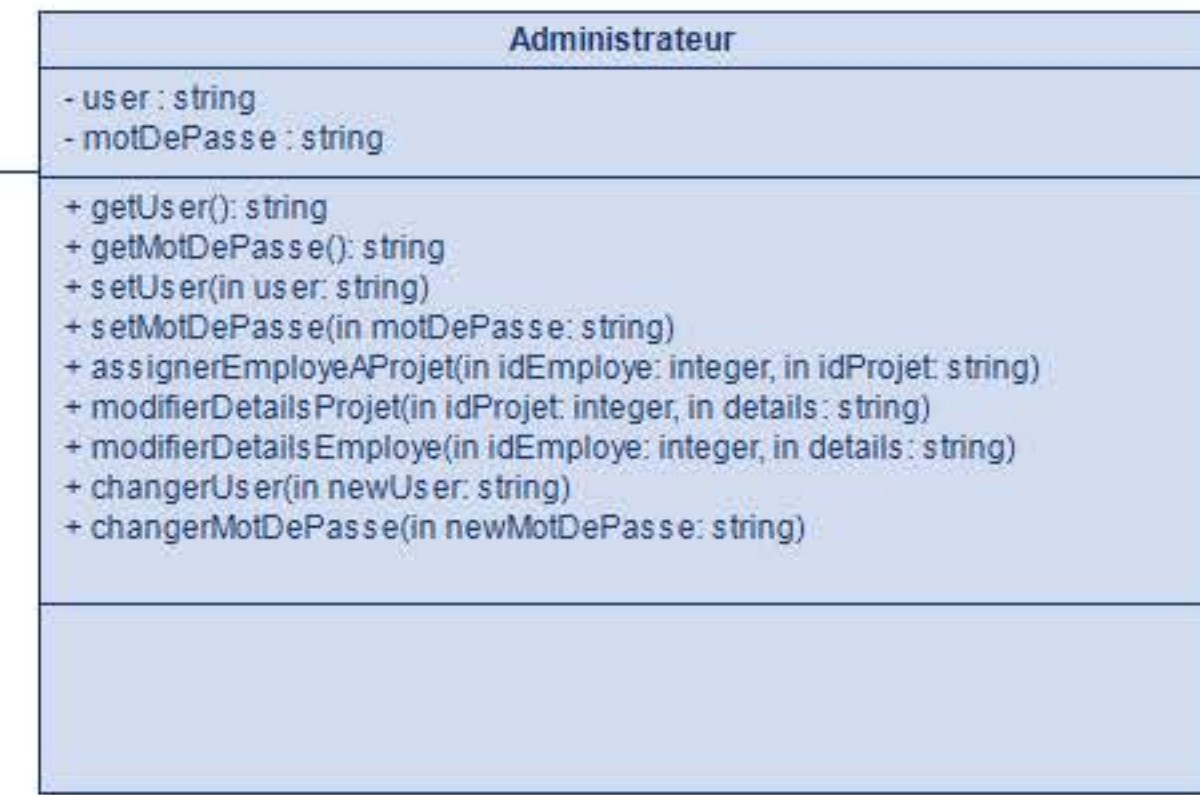 Administrateur
- user : string
- motDePasse : string
+ getUser(): string
+ getMotDePasse(): string
+ setUser(in user: string)
+ setMotDePasse(in motDePasse: string)
+ assignerEmployeAProjet(in idEmploye: integer, in idProjet: string)
+ modifierDetailsProjet(in idProjet: integer, in details: string)
+ modifierDetailsEmploye(in idEmploye: integer, in details: string)
+ changerUser(in newUser: string)
+ changerMotDePasse(in newMotDePasse: string)